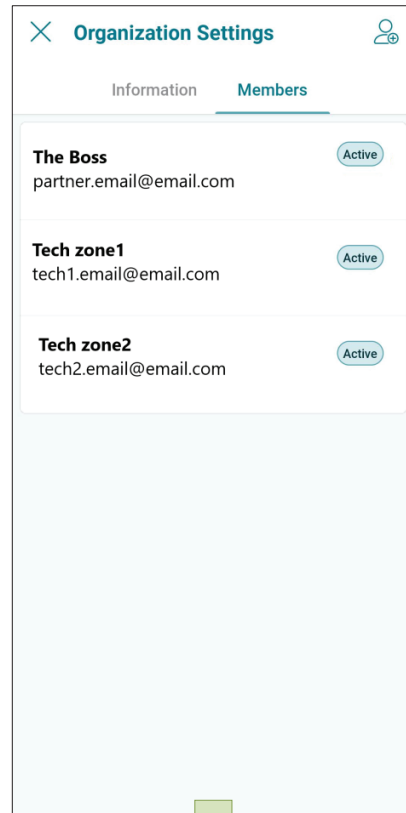 Organization Settings
Information Members
The Boss Active
partner.email@email.com
Tech zone1 Active
tech1.email@email.com
Tech zone2 Active
tech2.email@email.com